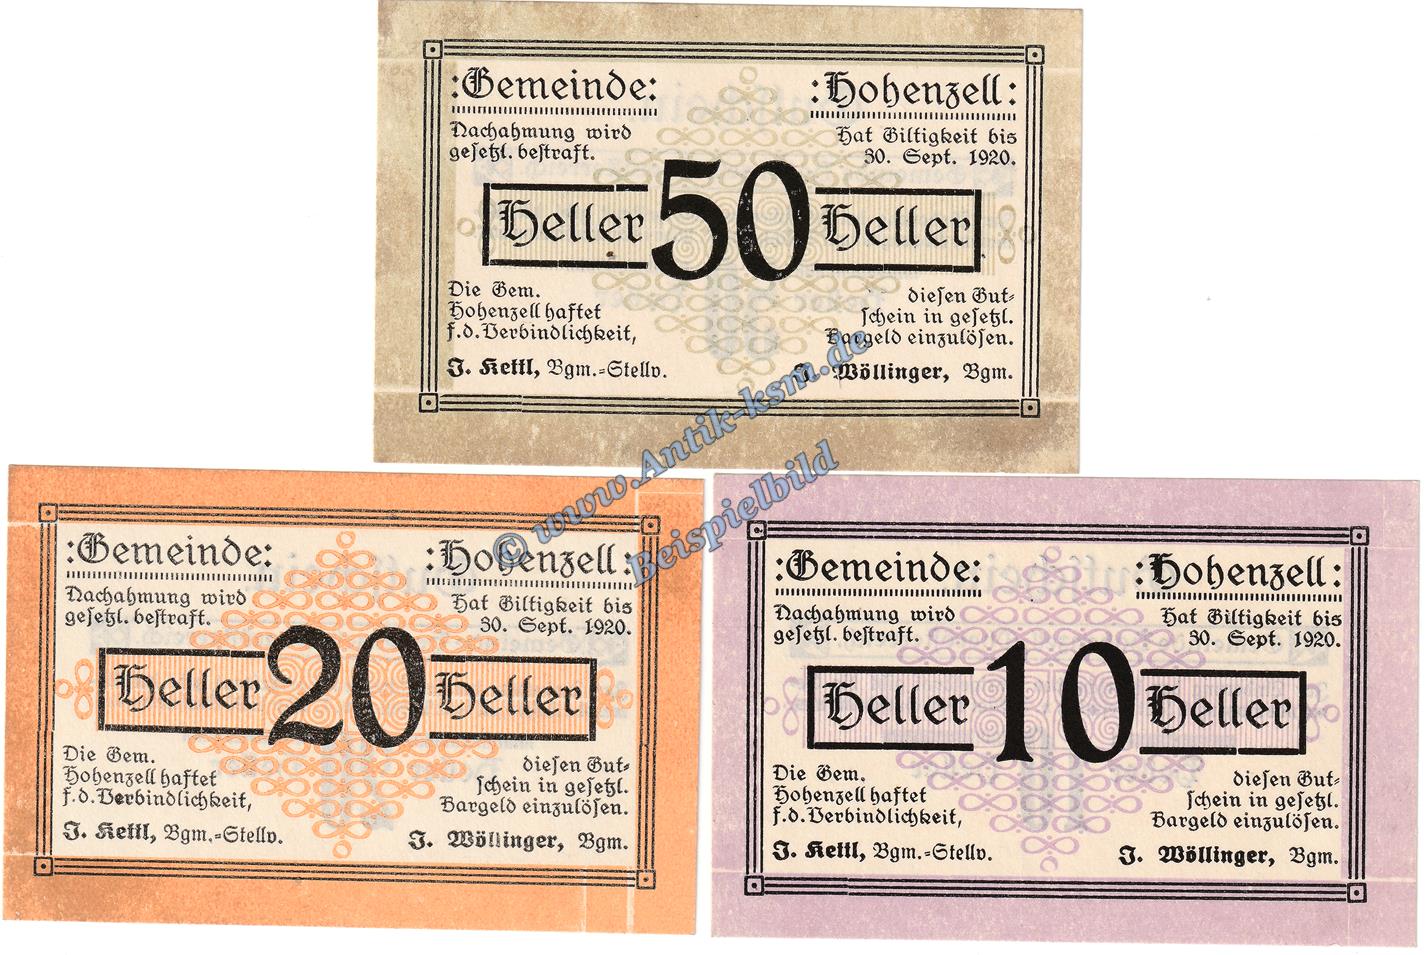 :Gemeinde: :Hohenzell:
Nachahmung wird
gesetzl. bestraft.
Hat Giltigkeit bis
30. Sept. 1920.
Heller 50 Heller
Die Gem.
Hohenzell haftet
f.d.Verbindlichkeit,
diesen Gut=
schein in gesetzl.
Bargeld einzulösen.
J. Kettl, Bgm.=Stellv.
J. Wöllinger, Bgm.
© www.Antik-ksm.de
Beispielbild
:Gemeinde: :Hohenzell:
Nachahmung wird
gesetzl. bestraft.
Hat Giltigkeit bis
30. Sept. 1920.
Heller 20 Heller
Die Gem.
Hohenzell haftet
f.d.Verbindlichkeit,
diesen Gut=
schein in gesetzl.
Bargeld einzulösen.
J. Kettl, Bgm.=Stellv.
J. Wöllinger, Bgm.
:Gemeinde: :Hohenzell:
Nachahmung wird
gesetzl. bestraft.
Hat Giltigkeit bis
30. Sept. 1920.
Heller 10 Heller
Die Gem.
Hohenzell haftet
f.d.Verbindlichkeit,
diesen Gut=
schein in gesetzl.
Bargeld einzulösen.
J. Kettl, Bgm.=Stellv.
J. Wöllinger, Bgm.